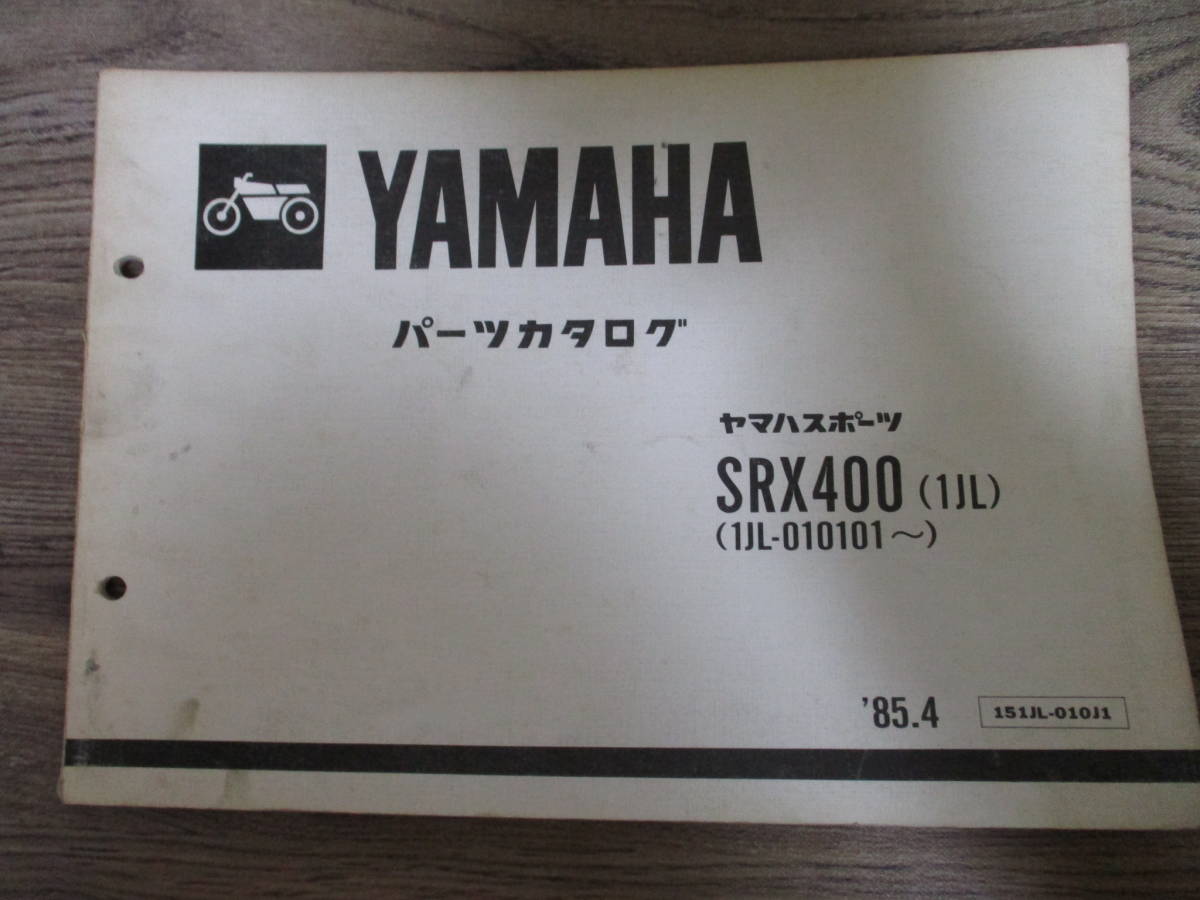 YAMAHA
パーツカタログ
ヤマハスポーツ
SRX400 (1JL)
(1JL-010101〜)
'85.4 151JL-010J1